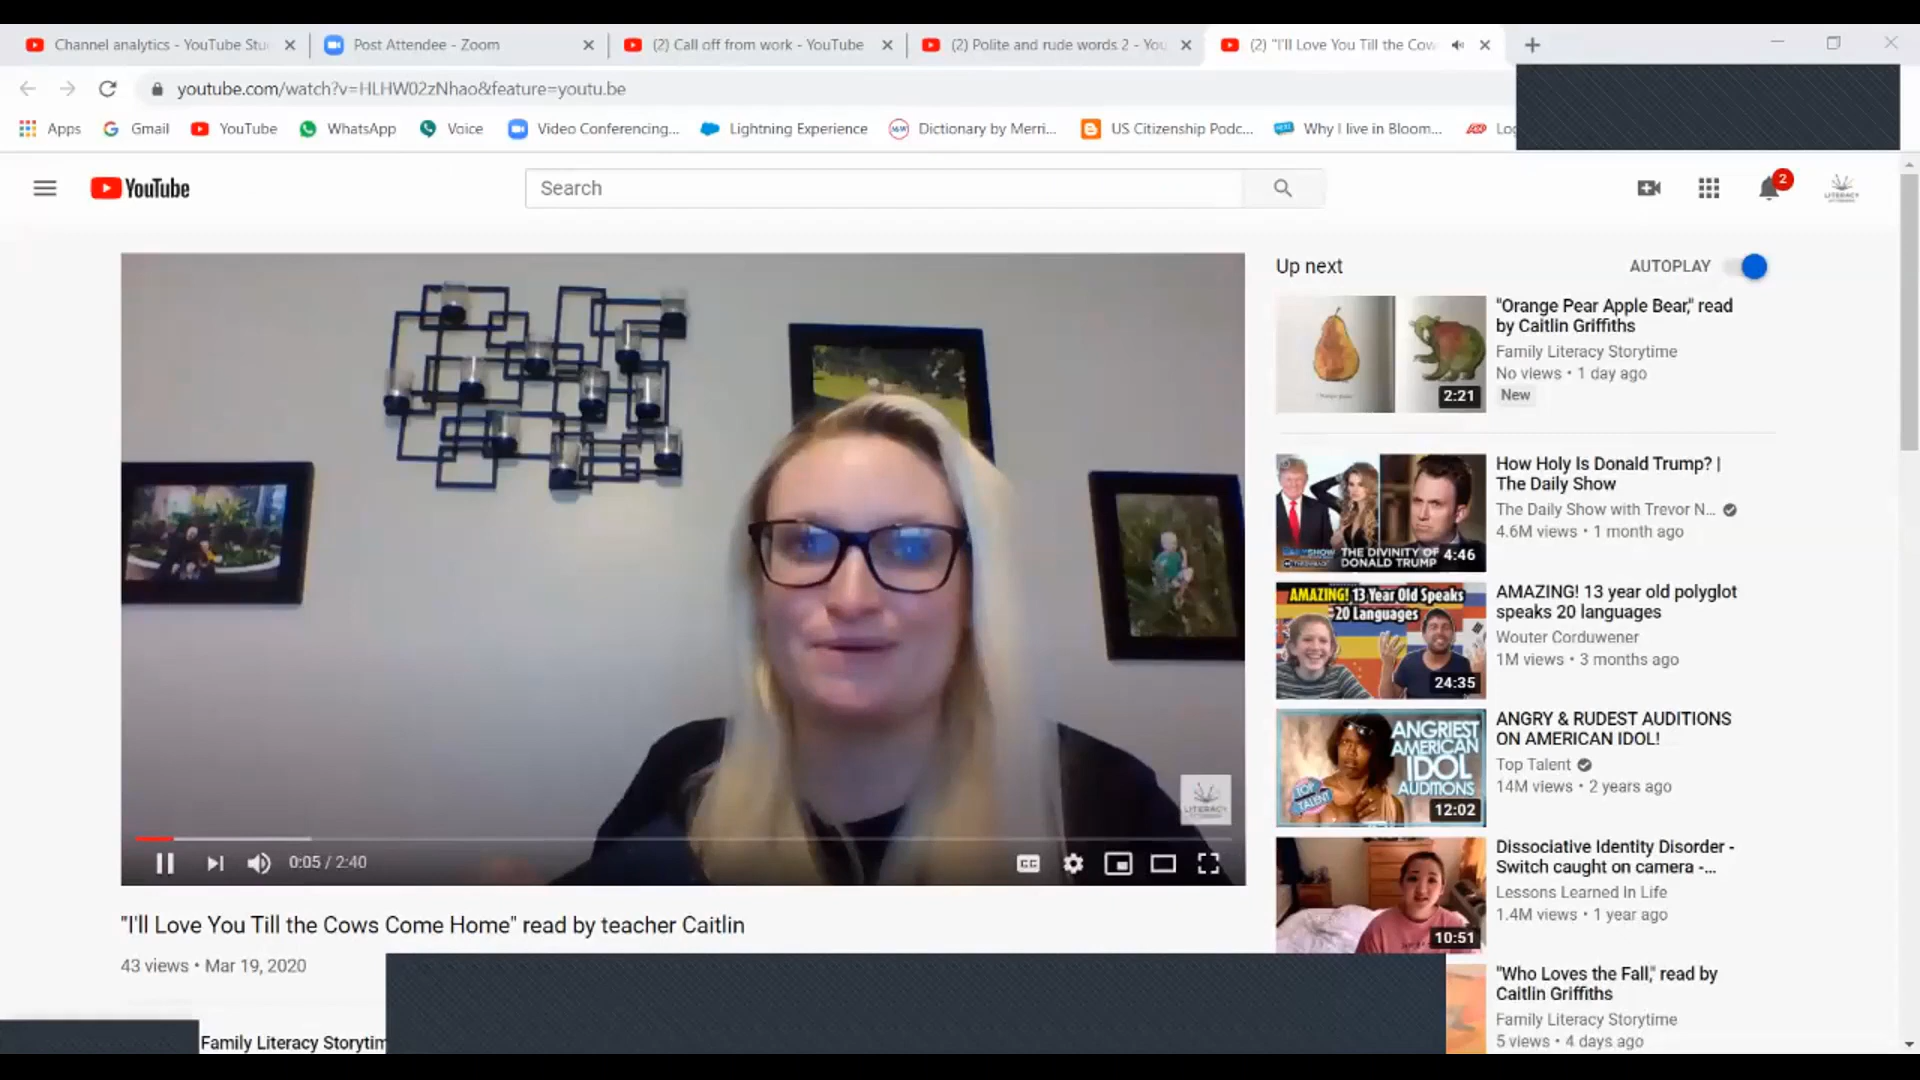 Channel analytics - YouTube Stu
Post Attendee - Zoom
(2) Call off from work - YouTube
(2) Polite and rude words 2 - You
(2) "I'll Love You Till the Cow
youtube.com/watch?v=HLHW02zNhao&feature=youtu.be
Apps
Gmail
YouTube
WhatsApp
Voice
Video Conferencing...
Lightning Experience
Dictionary by Merri...
US Citizenship Podc...
Why I live in Bloom...
Log
YouTube
Search
2
LITERACY
Up next
AUTOPLAY
"Orange Pear Apple Bear," read
by Caitlin Griffiths
Family Literacy Storytime
No views • 1 day ago
New
2:21
How Holy Is Donald Trump? |
The Daily Show
The Daily Show with Trevor N...
4.6M views • 1 month ago
THE DIVINITY OF
DONALD TRUMP
4:46
AMAZING! 13 year old polyglot
speaks 20 languages
Wouter Corduwener
1M views • 3 months ago
AMAZING! 13 Year Old Speaks
20 Languages
24:35
ANGRY & RUDEST AUDITIONS
ON AMERICAN IDOL!
Top Talent
14M views • 2 years ago
ANGRIEST
AMERICAN
IDOL
AUDITIONS
TOP
TALENT
12:02
Dissociative Identity Disorder -
Switch caught on camera -...
Lessons Learned In Life
1.4M views • 1 year ago
10:51
"Who Loves the Fall," read by
Caitlin Griffiths
Family Literacy Storytime
5 views • 4 days ago
LITERACY
0:05 / 2:40
CC
"I'll Love You Till the Cows Come Home" read by teacher Caitlin
43 views • Mar 19, 2020
Family Literacy Storytim